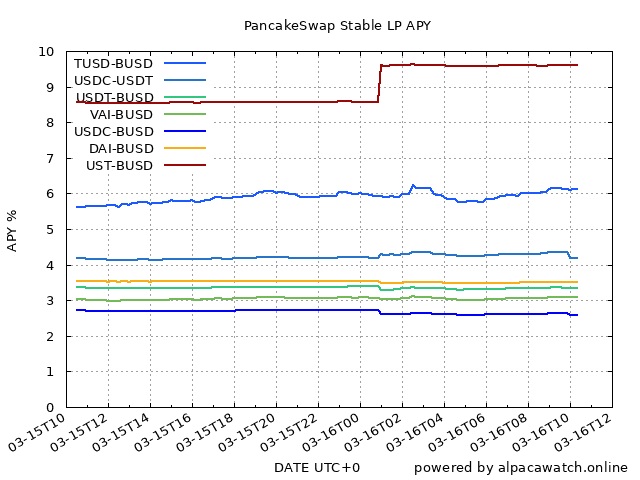 PancakeSwap Stable LP APY
10
9
8
7
6
5
4
3
2
1
0
APY %
TUSD-BUSD
USDC-USDT
USDT-BUSD
VAI-BUSD
USDC-BUSD
DAI-BUSD
UST-BUSD
03-15T10
03-15T12
03-15T14
03-15T16
03-15T18
03-15T20
03-15T22
03-16T00
03-16T02
03-16T04
03-16T06
03-16T08
03-16T10
03-16T12
DATE UTC+0
powered by alpacawatch.online